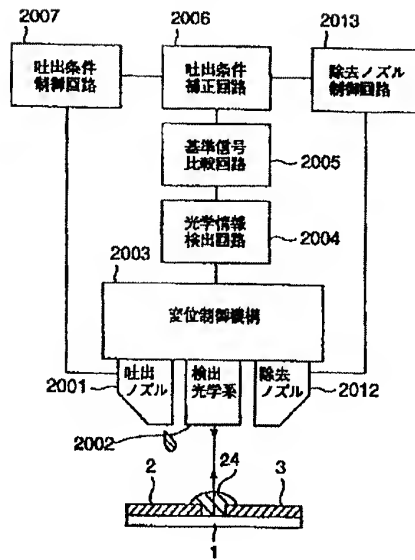 2007
2006
2013
吐出条件
制御回路
吐出条件
補正回路
除去ノズル
制御回路
基準信号
比較回路
2005
光学情報
検出回路
2004
2003
変位制御機構
吐出
ノズル
検出
光学系
除去
ノズル
2001
2012
2002
24
2
3
1